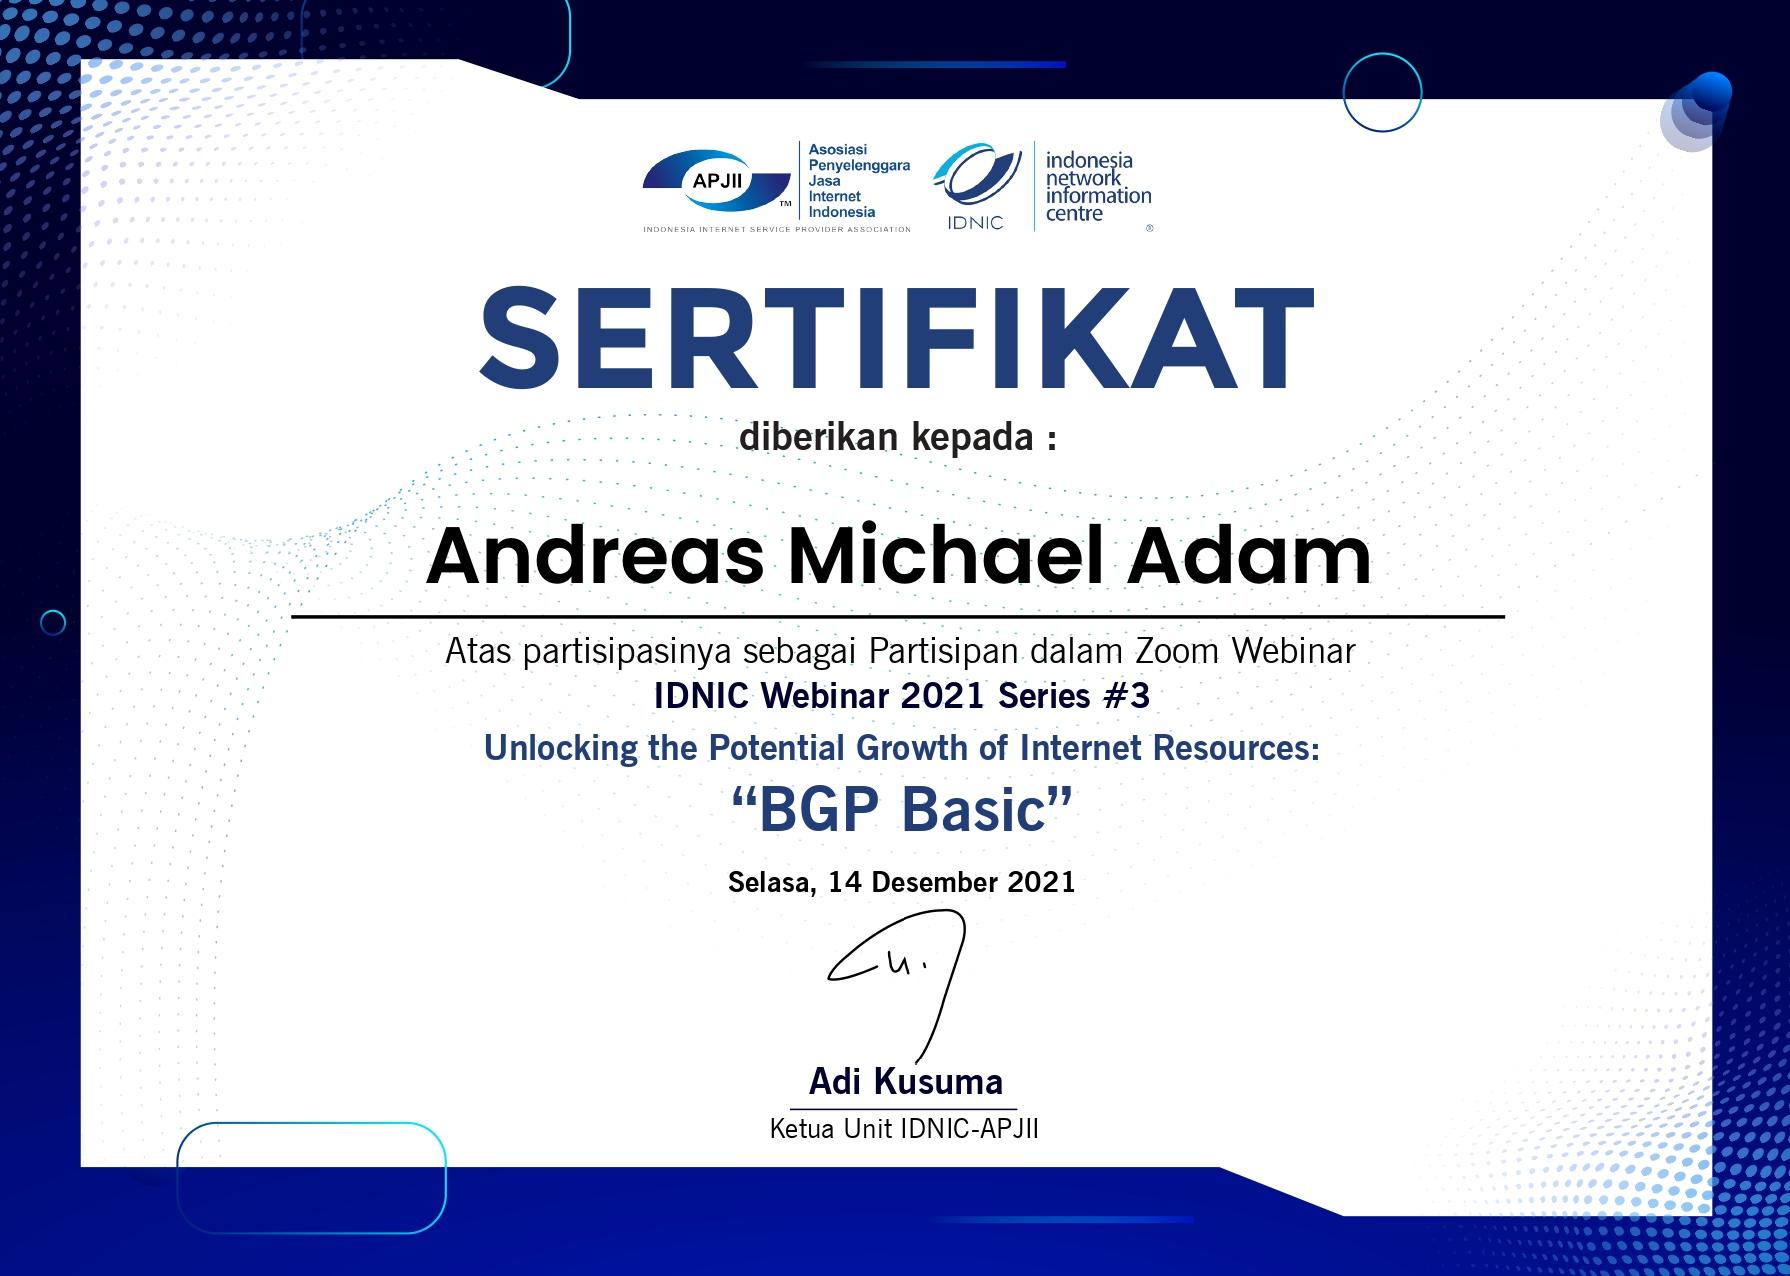 APJII
TM
Asosiasi
Penyelenggara
Jasa
Internet
Indonesia
INDONESIA INTERNET SERVICE PROVIDER ASSOCIATION
IDNIC
indonesia
network
information
centre
®
SERTIFIKAT
diberikan kepada :
Andreas Michael Adam
Atas partisipasinya sebagai Partisipan dalam Zoom Webinar
IDNIC Webinar 2021 Series #3
Unlocking the Potential Growth of Internet Resources:
“BGP Basic”
Selasa, 14 Desember 2021
Adi Kusuma
Ketua Unit IDNIC-APJII